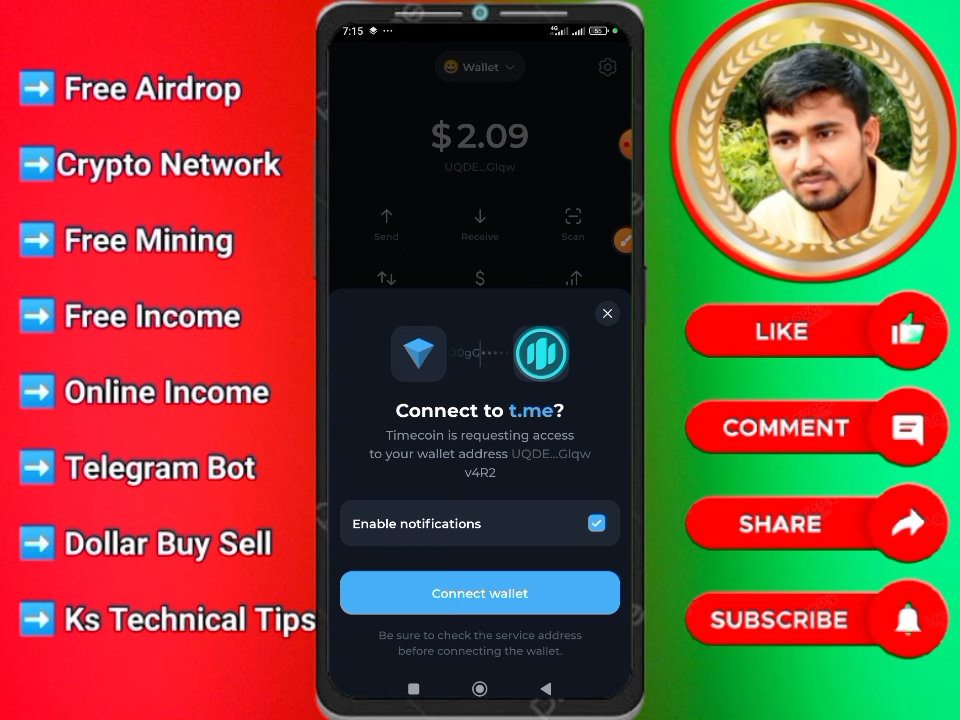 Free Airdrop
Crypto Network
Free Mining
Free Income
Online Income
Telegram Bot
Dollar Buy Sell
Ks Technical Tips
7:15
4G
55
Wallet
$2.09
UQDE...Glqw
Send
Receive
Scan
Connect to t.me?
Timecoin is requesting access
to your wallet address UQDE...Glqw
v4R2
Enable notifications
Connect wallet
Be sure to check the service address
before connecting the wallet.
LIKE
COMMENT
SHARE
SUBSCRIBE